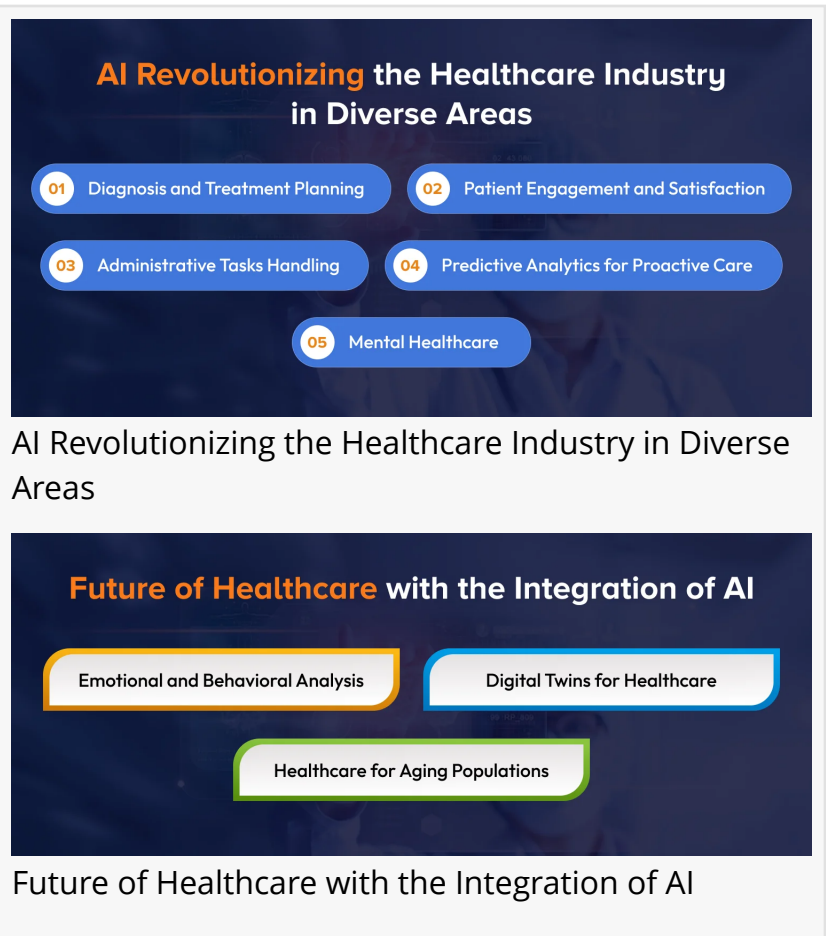 AI Revolutionizing the Healthcare Industry
in Diverse Areas
01 Diagnosis and Treatment Planning
02 Patient Engagement and Satisfaction
03 Administrative Tasks Handling
04 Predictive Analytics for Proactive Care
05 Mental Healthcare
AI Revolutionizing the Healthcare Industry in Diverse
Areas
Future of Healthcare with the Integration of AI
Emotional and Behavioral Analysis
Digital Twins for Healthcare
Healthcare for Aging Populations
Future of Healthcare with the Integration of AI